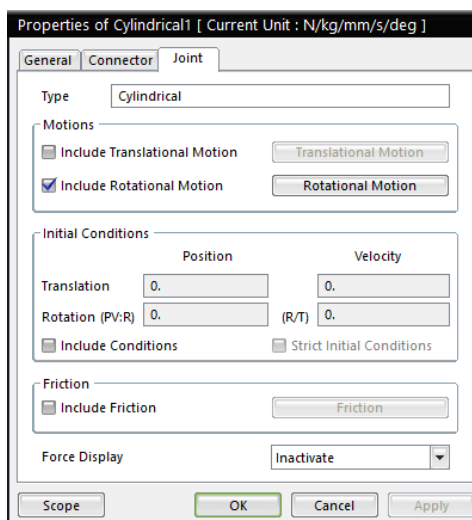 Properties of Cylindrical1 [ Current Unit : N/kg/mm/s/deg ]
General Connector Joint
Type Cylindrical
Motions
Include Translational Motion Translational Motion
Include Rotational Motion Rotational Motion
Initial Conditions
Position Velocity
Translation 0. 0.
Rotation (PV:R) 0. (R/T) 0.
Include Conditions Strict Initial Conditions
Friction
Include Friction Friction
Force Display Inactivate
Scope OK Cancel Apply